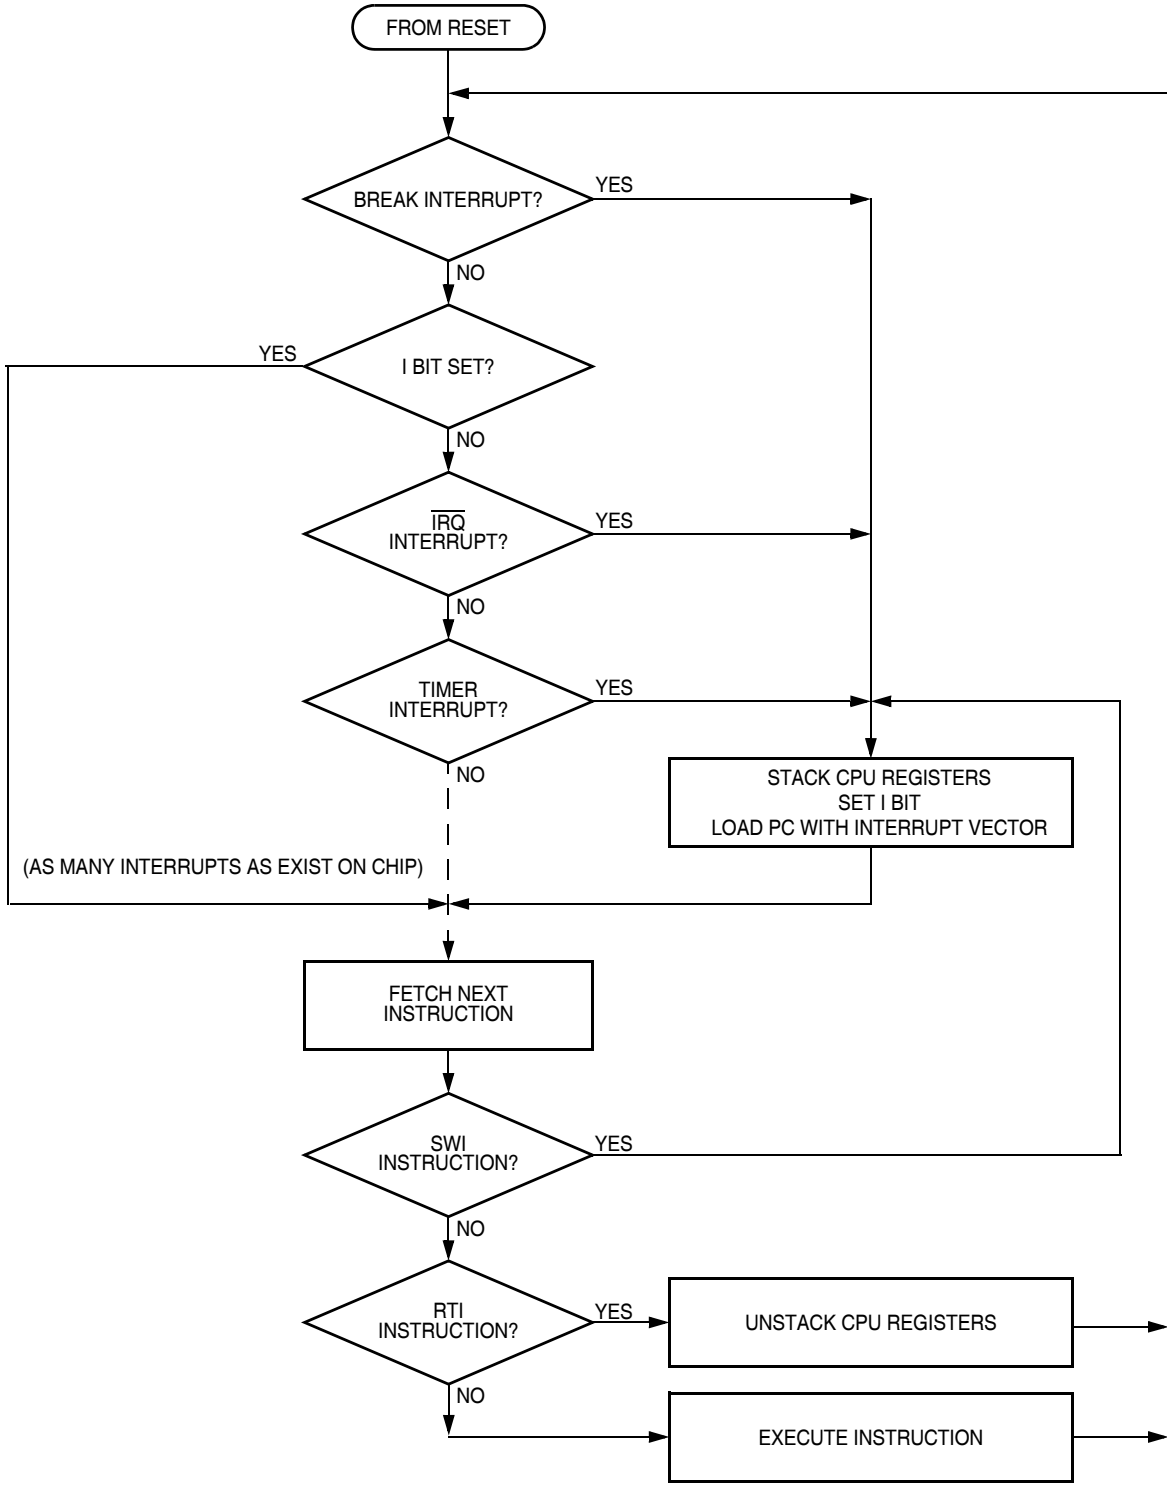 FROM RESET
BREAK INTERRUPT?
YES
NO
YES
I BIT SET?
NO
IRQ
INTERRUPT?
YES
NO
TIMER
INTERRUPT?
YES
NO
STACK CPU REGISTERS
SET I BIT
LOAD PC WITH INTERRUPT VECTOR
(AS MANY INTERRUPTS AS EXIST ON CHIP)
FETCH NEXT
INSTRUCTION
SWI
INSTRUCTION?
YES
NO
RTI
INSTRUCTION?
YES
UNSTACK CPU REGISTERS
NO
EXECUTE INSTRUCTION